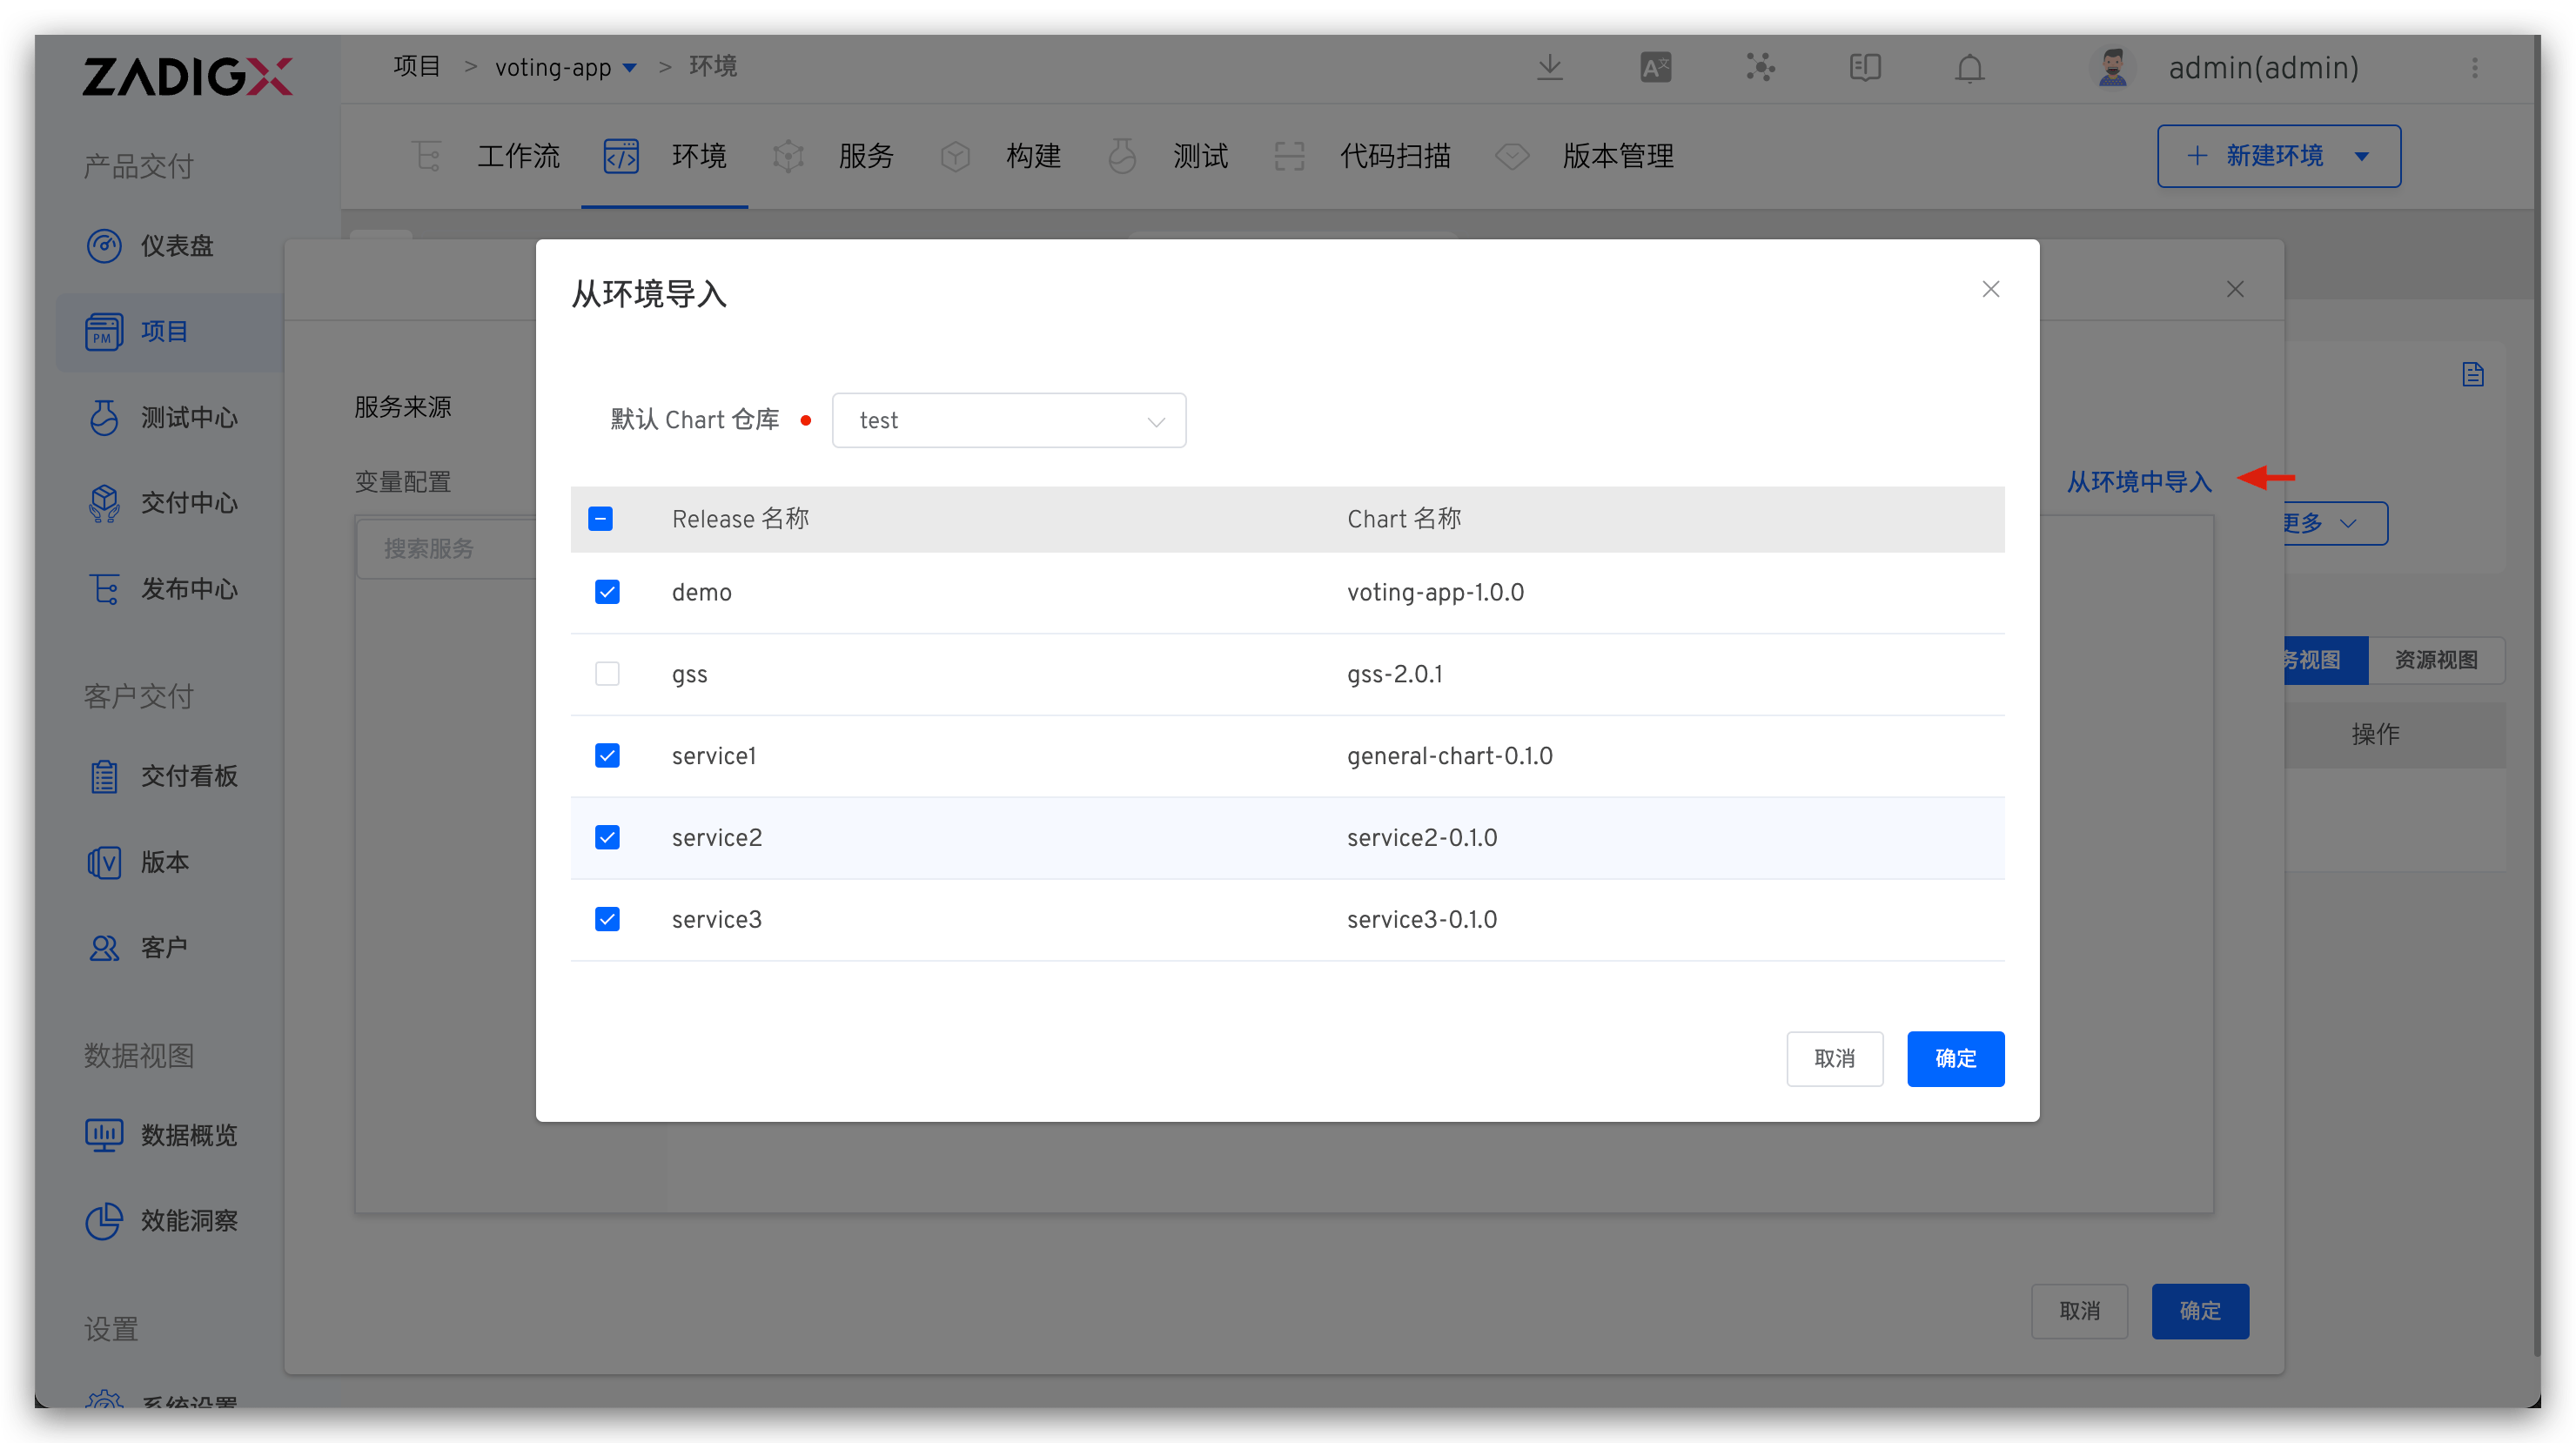 ZADIGX
项目 > voting-app > 环境
admin(admin)
工作流 环境 服务 构建 测试 代码扫描 版本管理
+ 新建环境
产品交付
仪表盘
项目
测试中心
交付中心
发布中心
客户交付
交付看板
版本
客户
数据视图
数据概览
效能洞察
设置
系统设置
服务来源
变量配置
搜索服务
从环境中导入
更多
务视图 资源视图
操作
从环境导入
默认 Chart 仓库 test
Release 名称 Chart 名称
demo voting-app-1.0.0
gss gss-2.0.1
service1 general-chart-0.1.0
service2 service2-0.1.0
service3 service3-0.1.0
取消 确定
取消 确定